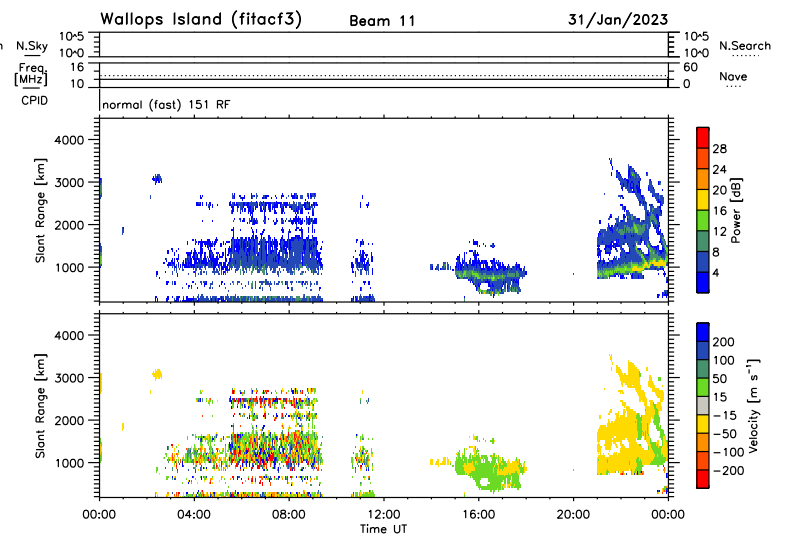 Wallops Island (fitacf3) Beam 11 31/Jan/2023
n N.Sky 10^5 10^5 N.Search
10^0 10^0
Freq. 16 60 Nave
[MHz] 10 0
CPID normal (fast) 151 RF
Slant Range [km]
4000
3000
2000
1000
28
24
20
16
12
8
4
Power [dB]
Slant Range [km]
4000
3000
2000
1000
200
100
50
15
-15
-50
-100
-200
Velocity [m s⁻¹]
00:00 04:00 08:00 12:00 16:00 20:00 00:00
Time UT